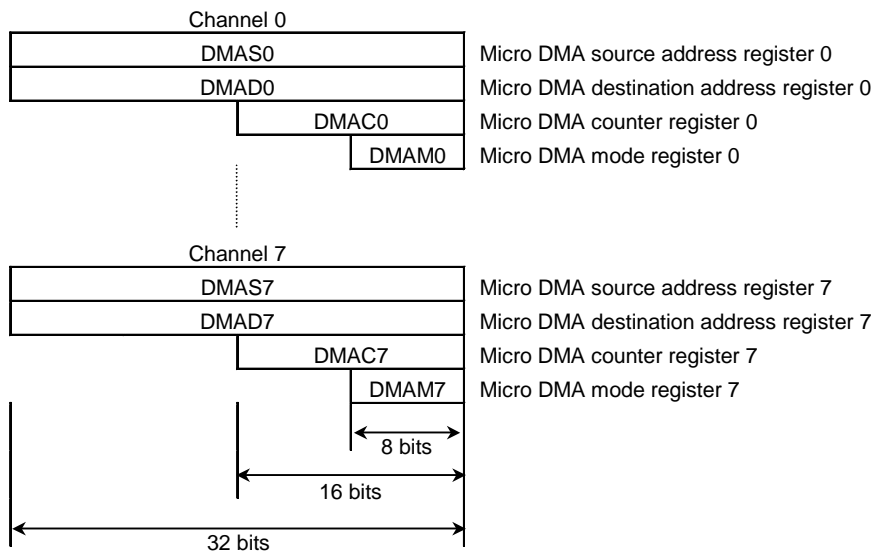 Channel 0
DMAS0 Micro DMA source address register 0
DMAD0 Micro DMA destination address register 0
DMAC0 Micro DMA counter register 0
DMAM0 Micro DMA mode register 0
Channel 7
DMAS7 Micro DMA source address register 7
DMAD7 Micro DMA destination address register 7
DMAC7 Micro DMA counter register 7
DMAM7 Micro DMA mode register 7
8 bits
16 bits
32 bits